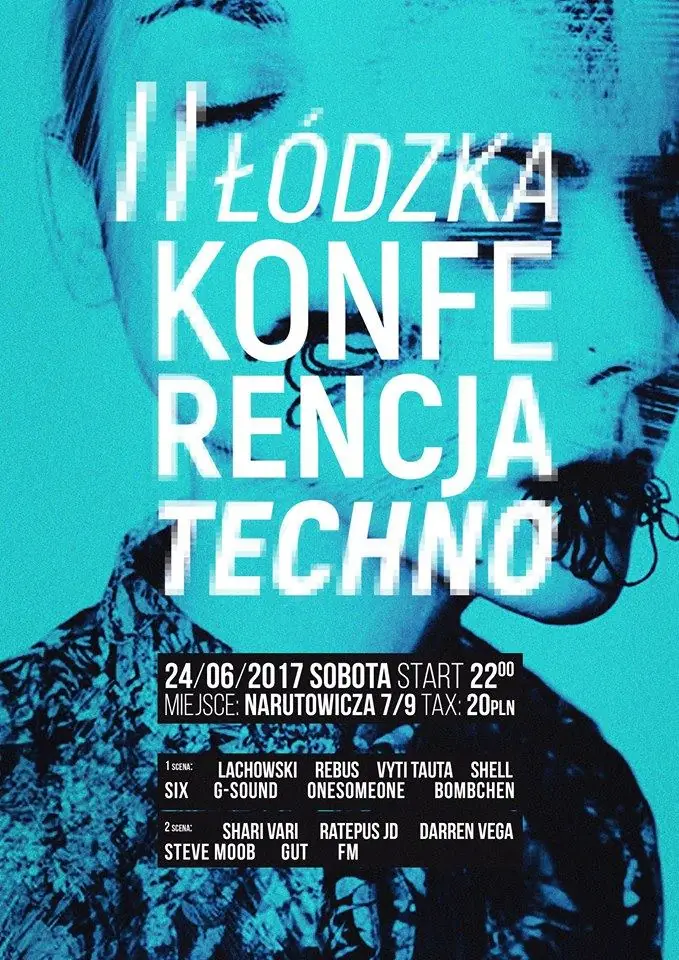 II ŁÓDZKA
KONFE
RENCJA
TECHNO
24/06/2017 SOBOTA START 22⁰⁰
MIEJSCE: NARUTOWICZA 7/9 TAX: 20PLN
1 SCENA: LACHOWSKI REBUS VYTI TAUTA SHELL
SIX G-SOUND ONESOMEONE BOMBCHEN
2 SCENA: SHARI VARI RATEPUS JD DARREN VEGA
STEVE MOOB GUT FM